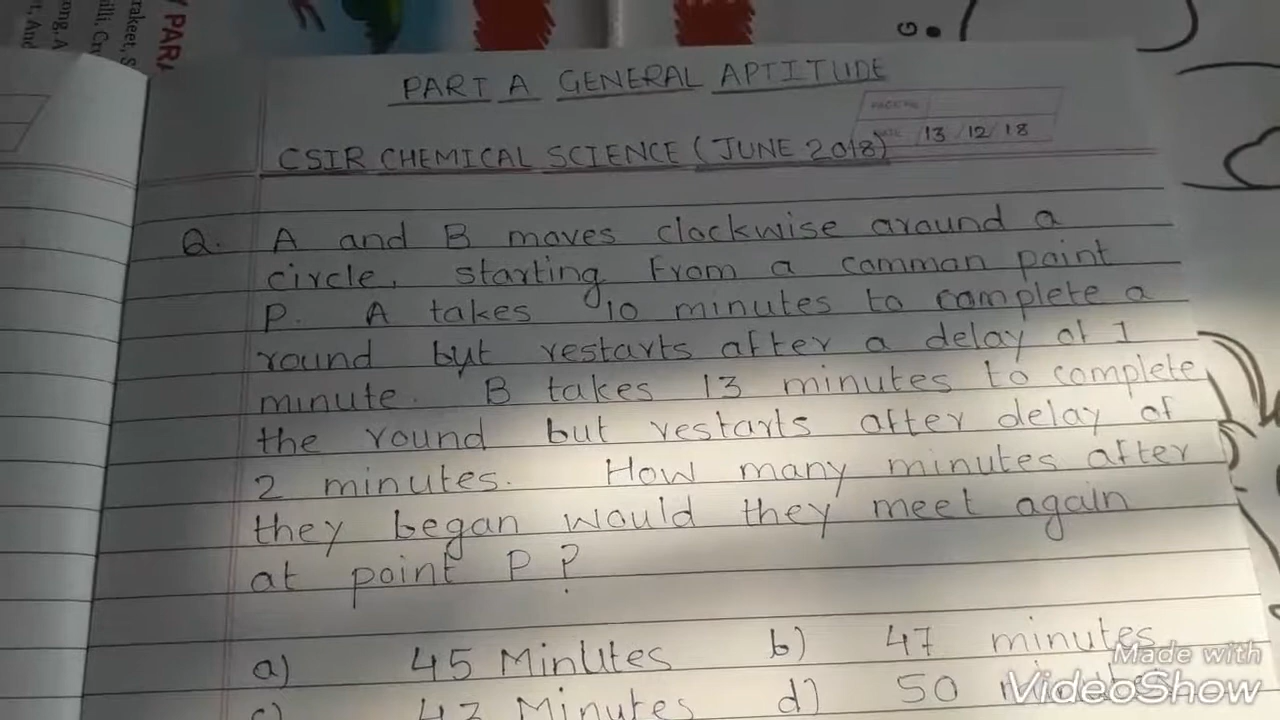 Y PARA
PART A GENERAL APTITUDE
13 / 12 / 18
CSIR CHEMICAL SCIENCE (JUNE 2018)
Q. A and B moves clockwise around a
circle, starting from a common point
P. A takes 10 minutes to complete a
round but restarts after a delay of 1
minute. B takes 13 minutes to complete
the round but restarts after delay of
2 minutes. How many minutes after
they began would they meet again
at point P?
a) 45 Minutes b) 47 minutes
c) Minutes d) 50
Made with
VideoShow